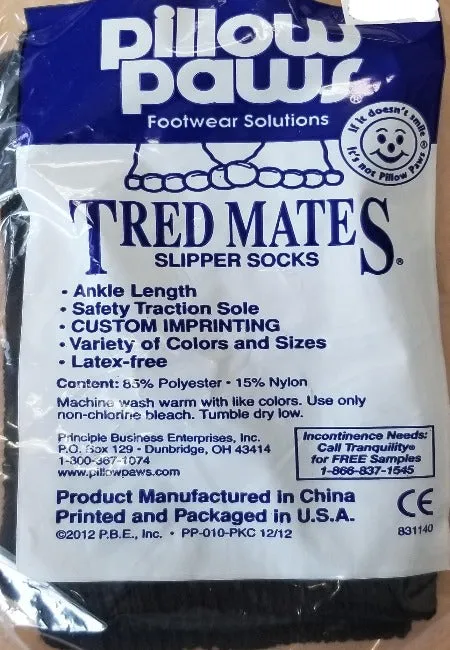 pillow
paws®
Footwear Solutions
If it doesn't smile®
it's not Pillow Paws
TRED MATES®
SLIPPER SOCKS
• Ankle Length
• Safety Traction Sole
• CUSTOM IMPRINTING
• Variety of Colors and Sizes
• Latex-free
Content: 85% Polyester • 15% Nylon
Machine wash warm with like colors. Use only
non-chlorine bleach. Tumble dry low.
Principle Business Enterprises, Inc.
P.O. Box 129 • Dunbridge, OH 43414
1-800-367-1074
www.pillowpaws.com
Incontinence Needs:
Call Tranquility®
for FREE Samples
1-866-837-1545
Product Manufactured in China
Printed and Packaged in U.S.A.
©2012 P.B.E., Inc. • PP-010-PKC 12/12
CE
831140